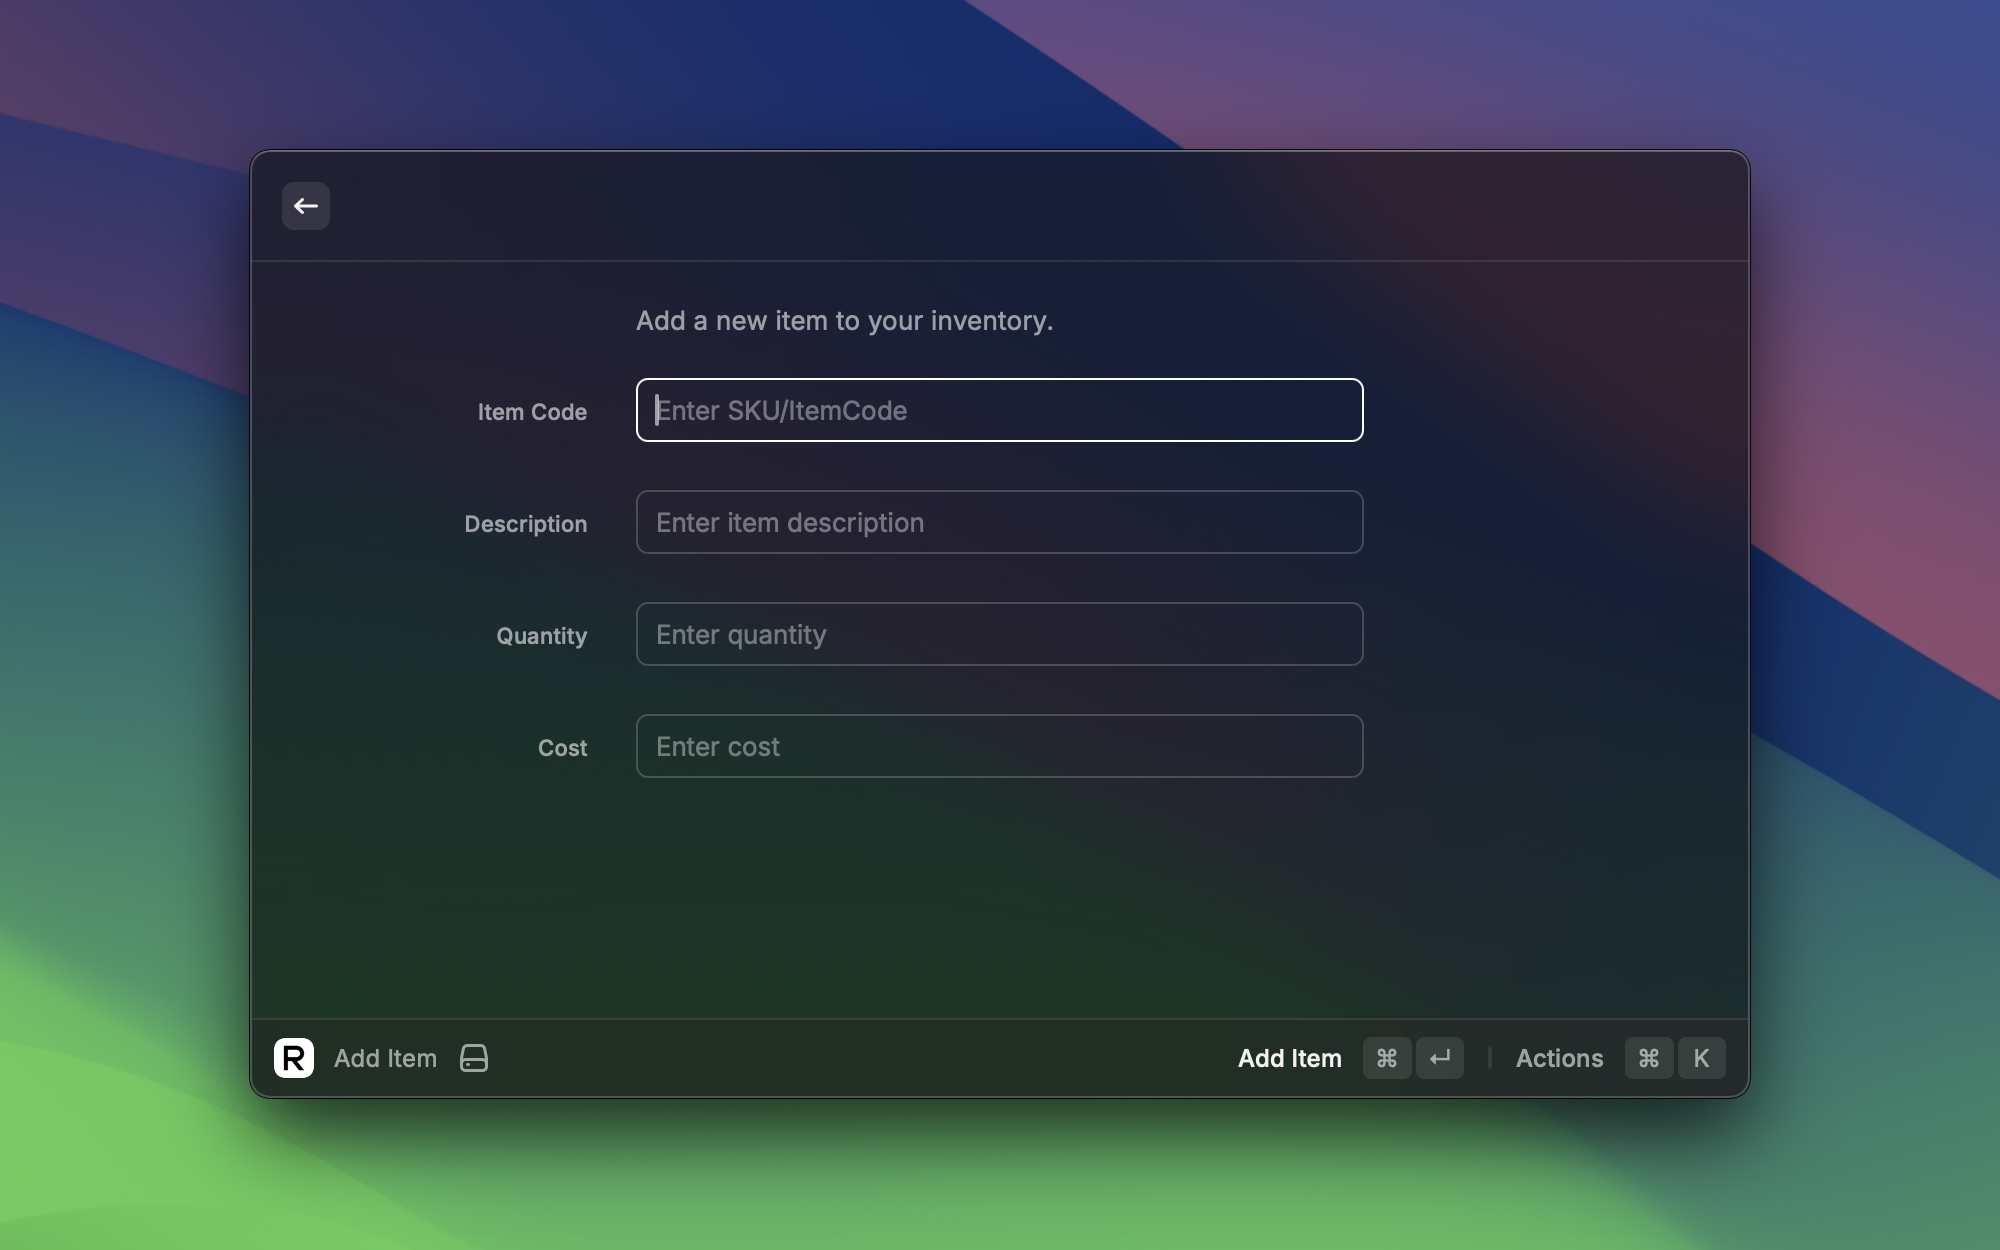 Add a new item to your inventory.
Item Code
Enter SKU/ItemCode
Description
Enter item description
Quantity
Enter quantity
Cost
Enter cost
R Add Item Add Item ⌘ ↵ Actions ⌘ K